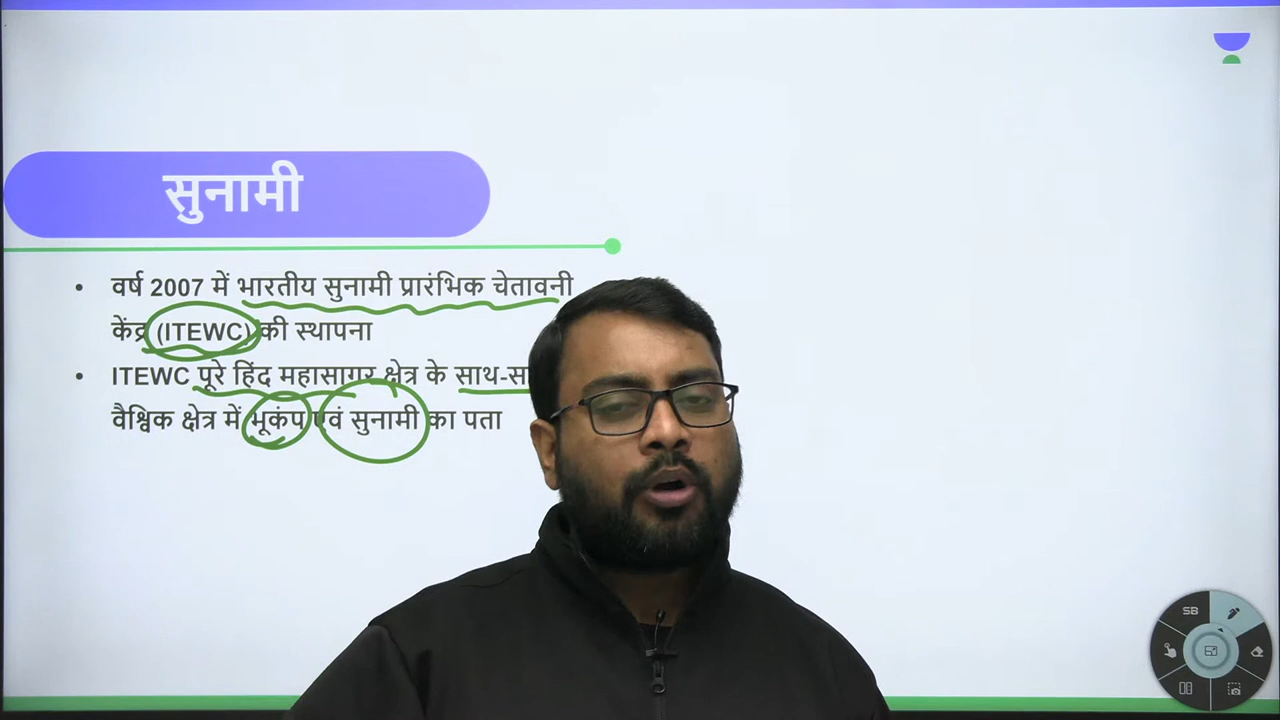 सुनामी
• वर्ष 2007 में भारतीय सुनामी प्रारंभिक चेतावनी
केंद्र (ITEWC) की स्थापना
• ITEWC पूरे हिंद महासागर क्षेत्र के
वैश्विक क्षेत्र में भूकंप एवं सुनामी का पता
SB